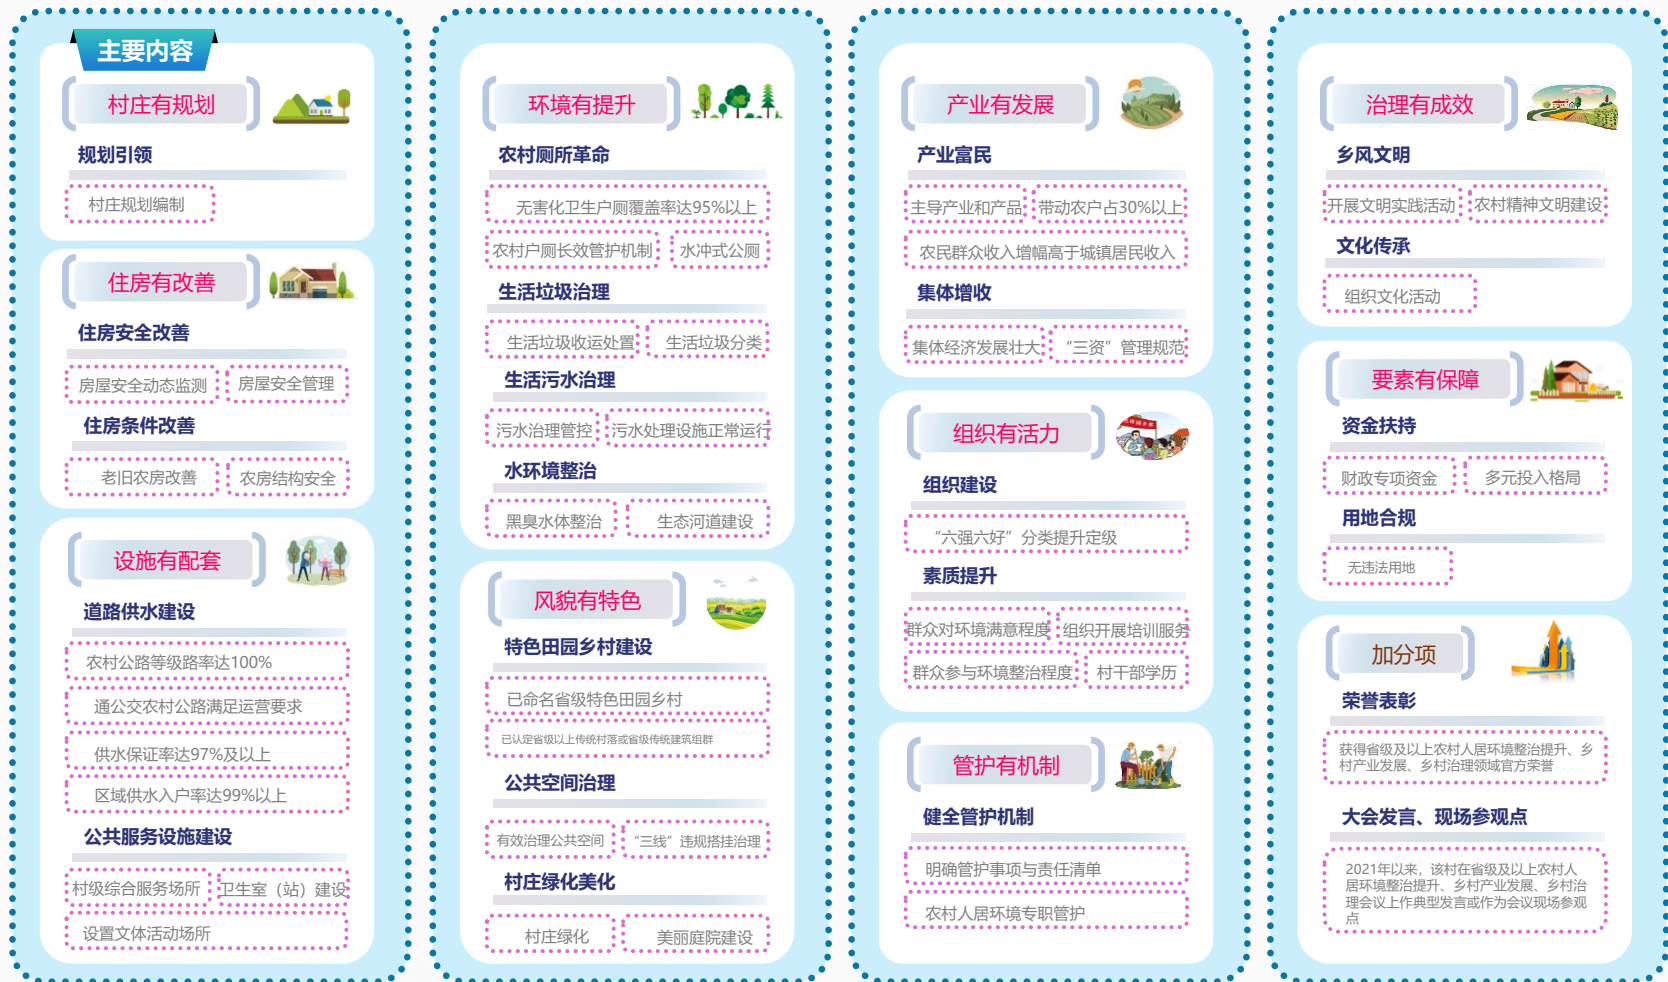 主要内容
村庄有规划
规划引领
村庄规划编制
住房有改善
住房安全改善
房屋安全动态监测
房屋安全管理
住房条件改善
老旧农房改善
农房结构安全
设施有配套
道路供水建设
农村公路等级路率达100%
通公交农村公路满足运营要求
供水保证率达97%及以上
区域供水入户率达99%以上
公共服务设施建设
村级综合服务场所
卫生室（站）建设
设置文体活动场所
环境有提升
农村厕所革命
无害化卫生户厕覆盖率达95%以上
农村户厕长效管护机制
水冲式公厕
生活垃圾治理
生活垃圾收运处置
生活垃圾分类
生活污水治理
污水治理管控
污水处理设施正常运行
水环境整治
黑臭水体整治
生态河道建设
风貌有特色
特色田园乡村建设
已命名省级特色田园乡村
已认定省级以上传统村落或省级传统建筑组群
公共空间治理
有效治理公共空间
“三线”违规搭挂治理
村庄绿化美化
村庄绿化
美丽庭院建设
产业有发展
产业富民
主导产业和产品
带动农户占30%以上
农民群众收入增幅高于城镇居民收入
集体增收
集体经济发展壮大
“三资”管理规范
组织有活力
组织建设
“六强六好”分类提升定级
素质提升
群众对环境满意程度
组织开展培训服务
群众参与环境整治程度
村干部学历
管护有机制
健全管护机制
明确管护事项与责任清单
农村人居环境专职管护
治理有成效
乡风文明
开展文明实践活动
农村精神文明建设
文化传承
组织文化活动
要素有保障
资金扶持
财政专项资金
多元投入格局
用地合规
无违法用地
加分项
荣誉表彰
获得省级及以上农村人居环境整治提升、乡
村产业发展、乡村治理领域官方荣誉
大会发言、现场参观点
2021年以来，该村在省级及以上农村人
居环境整治提升、乡村产业发展、乡村治
理会议上作典型发言或作为会议现场参观
点